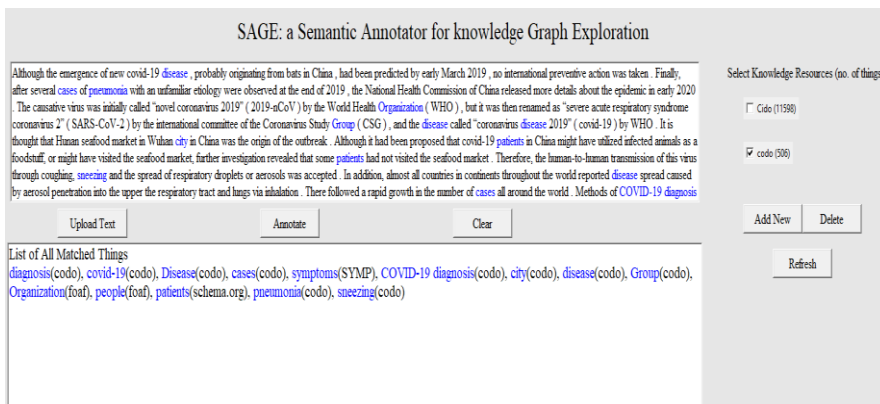 SAGE: a Semantic Annotator for knowledge Graph Exploration
Although the emergence of new covid-19 disease , probably originating from bats in China , had been predicted by early March 2019 , no international preventive action was taken . Finally,
after several cases of pneumonia with an unfamiliar etiology were observed at the end of 2019 , the National Health Commission of China released more details about the epidemic in early 2020
. The causative virus was initially called “novel coronavirus 2019” ( 2019-nCoV ) by the World Health Organization ( WHO ) , but it was then renamed as “severe acute respiratory syndrome
coronavirus 2” ( SARS-CoV-2 ) by the international committee of the Coronavirus Study Group ( CSG ) , and the disease called “coronavirus disease 2019” ( covid-19 ) by WHO . It is
thought that Hunan seafood market in Wuhan city in China was the origin of the outbreak . Although it had been proposed that covid-19 patients in China might have utilized infected animals as a
foodstuff, or might have visited the seafood market, further investigation revealed that some patients had not visited the seafood market . Therefore, the human-to-human transmission of this virus
through coughing, sneezing and the spread of respiratory droplets or aerosols was accepted . In addition, almost all countries in continents throughout the world reported disease spread caused
by aerosol penetration into the upper the respiratory tract and lungs via inhalation . There followed a rapid growth in the number of cases all around the world . Methods of COVID-19 diagnosis
Select Knowledge Resources (no. of things
Cido (11598)
codo (506)
Upload Text
Annotate
Clear
Add New
Delete
Refresh
List of All Matched Things
diagnosis(codo), covid-19(codo), Disease(codo), cases(codo), symptoms(SYMP), COVID-19 diagnosis(codo), city(codo), disease(codo), Group(codo),
Organization(foaf), people(foaf), patients(schema.org), pneumonia(codo), sneezing(codo)